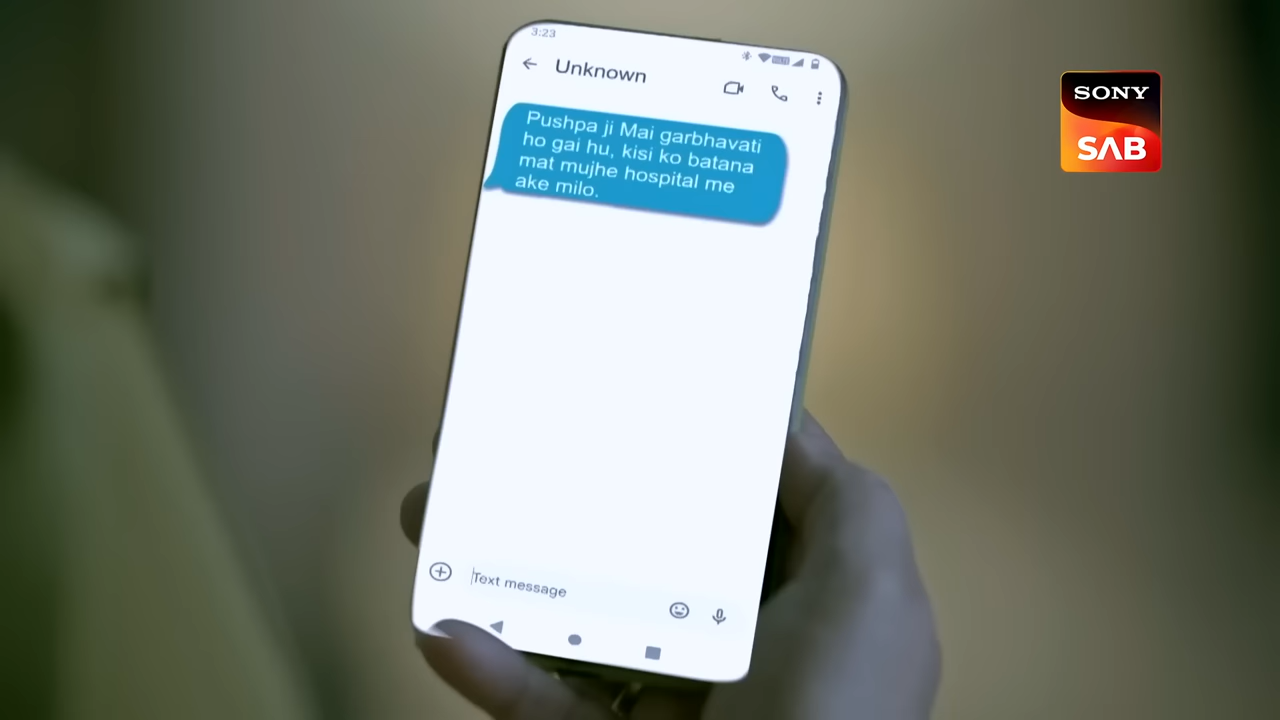 3:23
Unknown
Pushpa ji Mai garbhavati
ho gai hu, kisi ko batana
mat mujhe hospital me
ake milo.
Text message
SONY
SAB